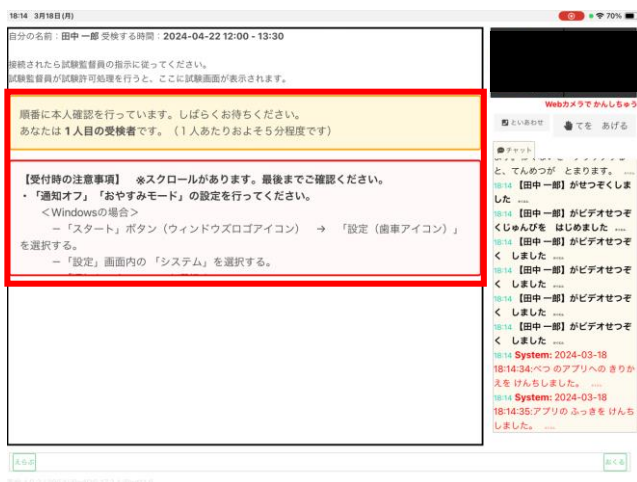 18:14 3月18日(月)
70%
自分の名前：田中 一郎 受検する時間：2024-04-22 12:00 - 13:30
接続されたら試験監督員の指示に従ってください。
試験監督員が試験許可処理を行うと、ここに試験画面が表示されます。
順番に本人確認を行っています。しばらくお待ちください。
あなたは 1人目の受検者です。（1人あたりおよそ５分程度です）
【受付時の注意事項】 ※スクロールがあります。最後までご確認ください。
・「通知オフ」「おやすみモード」の設定を行ってください。
＜Windowsの場合＞
－「スタート」ボタン（ウィンドウズロゴアイコン） → 「設定（歯車アイコン）」
を選択する。
－「設定」画面内の 「システム」を選択する。
Webカメラで かんしちゅう
といあわせ
てを あげる
チャット
と、てんめつが とまります。
18:14 【田中 一郎】がせつぞくしま
した
18:14 【田中 一郎】がビデオせつぞ
くじゅんびを はじめました
18:14 【田中 一郎】がビデオせつぞ
く しました
18:14 【田中 一郎】がビデオせつぞ
く しました
18:14 【田中 一郎】がビデオせつぞ
く しました
18:14 【田中 一郎】がビデオせつぞ
く しました
18:14 System: 2024-03-18
18:14:34:べつ のアプリへの きりか
えを けんちしました。
18:14 System: 2024-03-18
18:14:35:アプリの ふっきを けんち
しました。
えらぶ
おくる